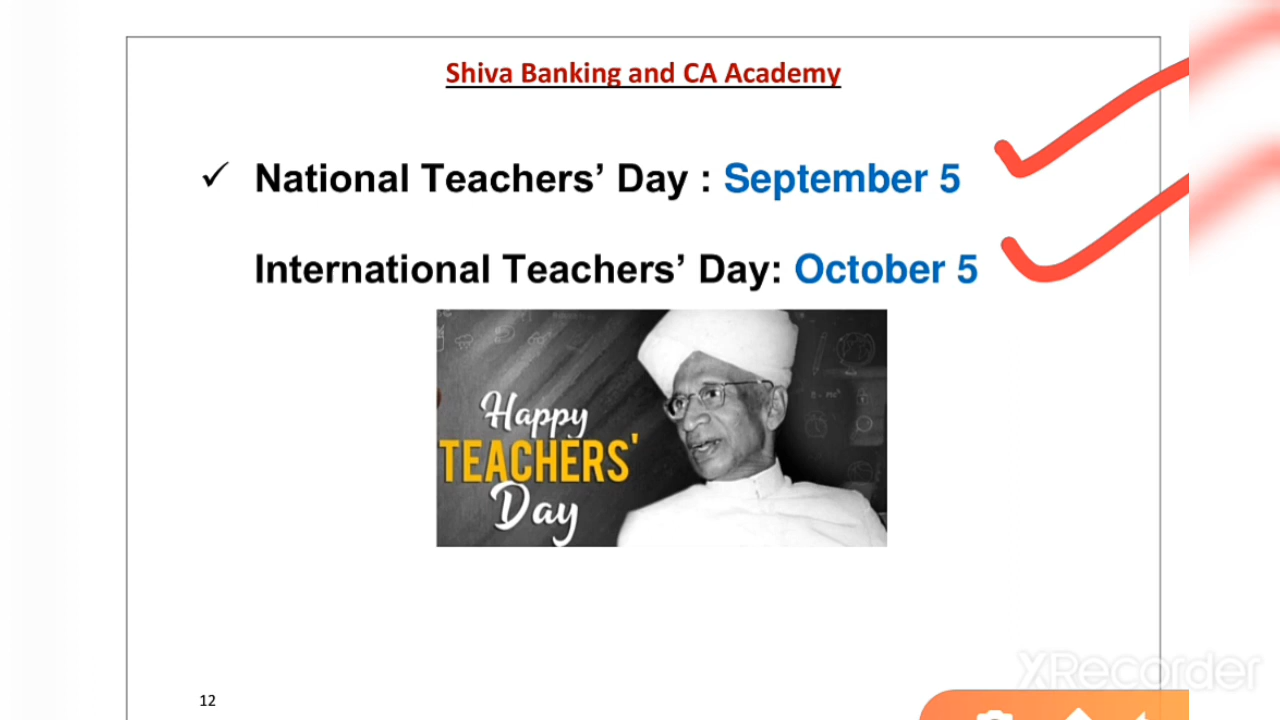 Shiva Banking and CA Academy
✓ National Teachers’ Day : September 5
International Teachers’ Day: October 5
Happy
TEACHERS'
Day
12
XRecorder